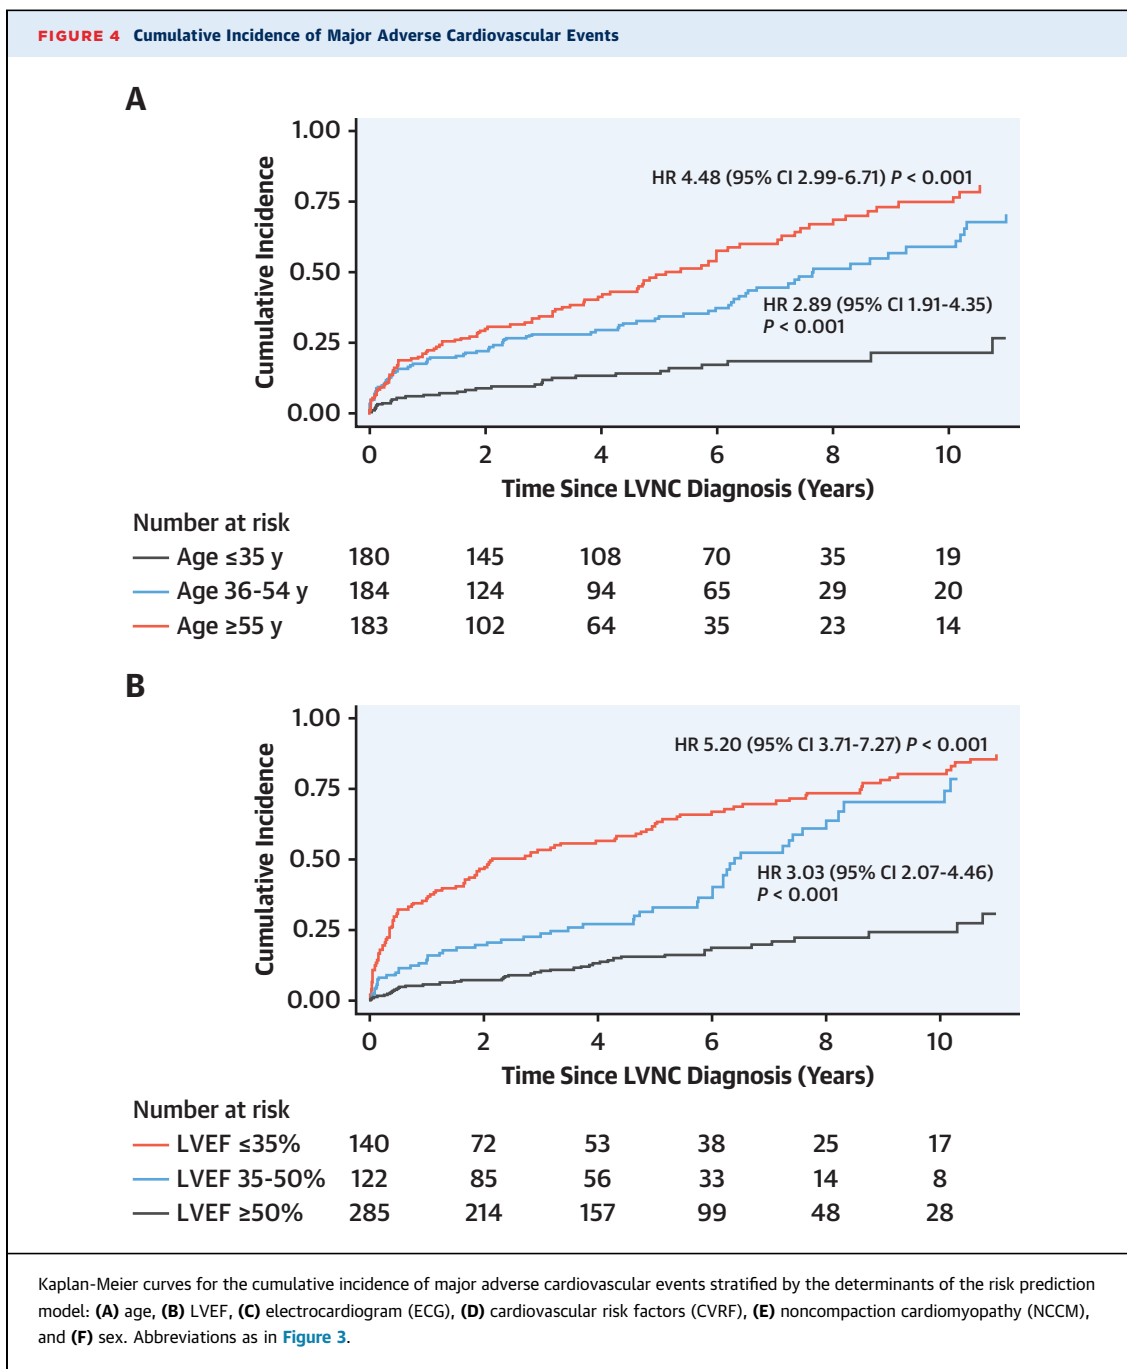 FIGURE 4 Cumulative Incidence of Major Adverse Cardiovascular Events
A
1.00
0.75
0.50
0.25
0.00
Cumulative Incidence
HR 4.48 (95% CI 2.99-6.71) P < 0.001
HR 2.89 (95% CI 1.91-4.35)
P < 0.001
0 2 4 6 8 10
Time Since LVNC Diagnosis (Years)
Number at risk
Age ≤35 y 180 145 108 70 35 19
Age 36-54 y 184 124 94 65 29 20
Age ≥55 y 183 102 64 35 23 14
B
1.00
0.75
0.50
0.25
0.00
Cumulative Incidence
HR 5.20 (95% CI 3.71-7.27) P < 0.001
HR 3.03 (95% CI 2.07-4.46)
P < 0.001
0 2 4 6 8 10
Time Since LVNC Diagnosis (Years)
Number at risk
LVEF ≤35% 140 72 53 38 25 17
LVEF 35-50% 122 85 56 33 14 8
LVEF ≥50% 285 214 157 99 48 28
Kaplan-Meier curves for the cumulative incidence of major adverse cardiovascular events stratified by the determinants of the risk prediction
model: (A) age, (B) LVEF, (C) electrocardiogram (ECG), (D) cardiovascular risk factors (CVRF), (E) noncompaction cardiomyopathy (NCCM),
and (F) sex. Abbreviations as in Figure 3.